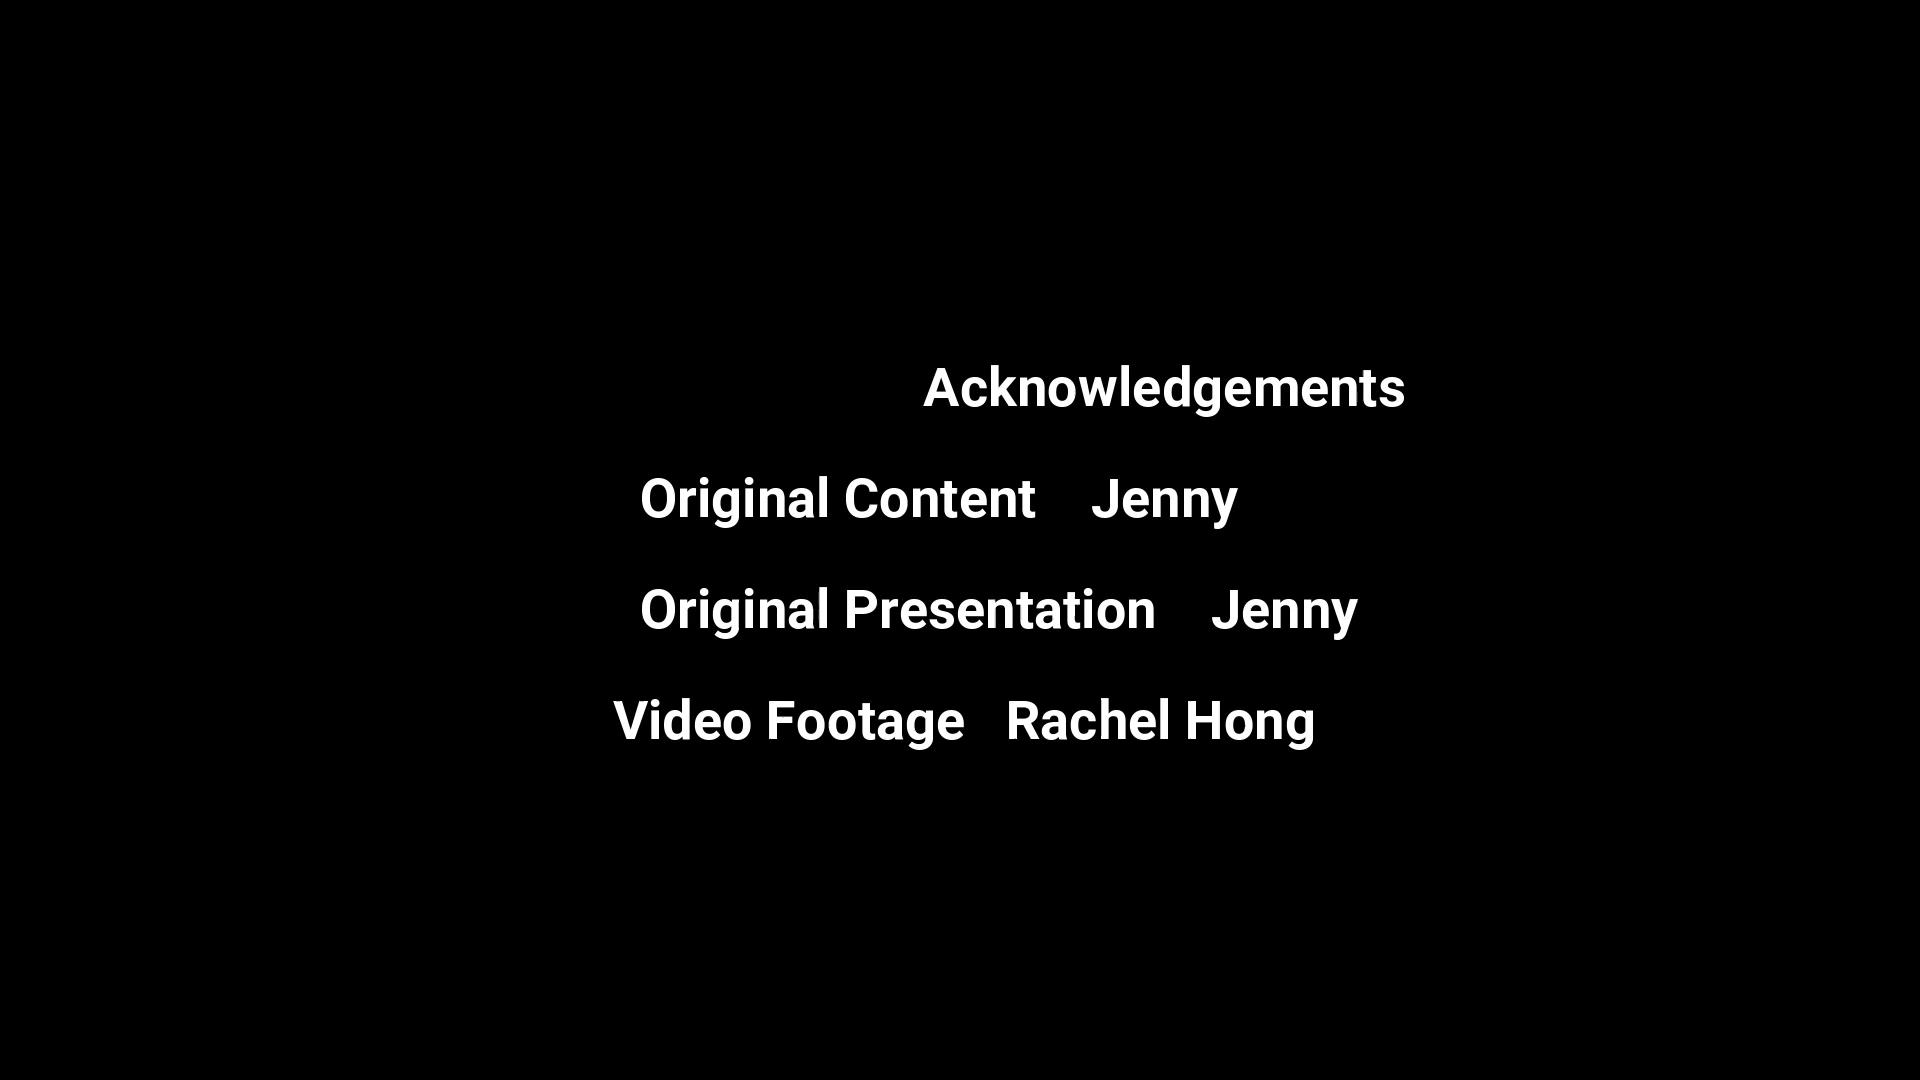 Acknowledgements
Original Content    Jenny
Original Presentation    Jenny
Video Footage   Rachel Hong